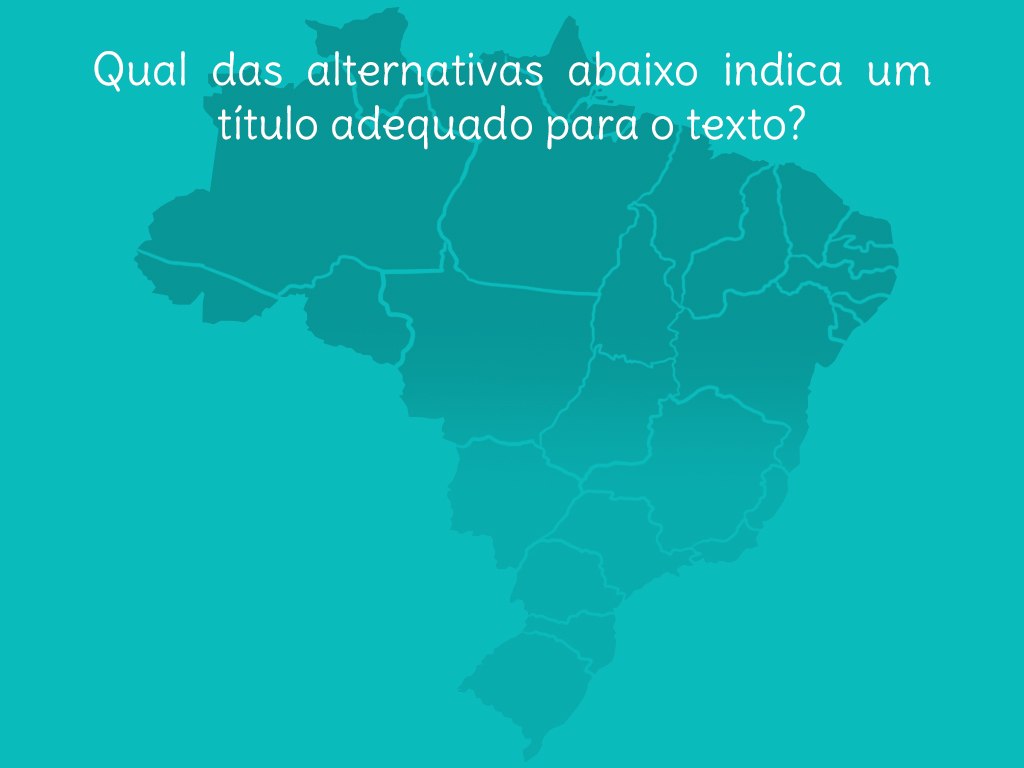 Qual das alternativas abaixo indica um
título adequado para o texto?